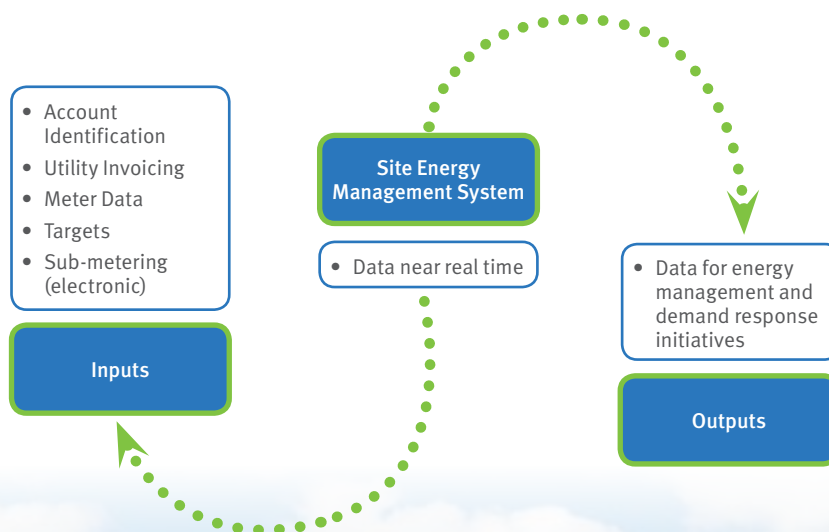 • Account
Identification
• Utility Invoicing
• Meter Data
• Targets
• Sub-metering
(electronic)
Inputs
Site Energy
Management System
• Data near real time
• Data for energy
management and
demand response
initiatives
Outputs